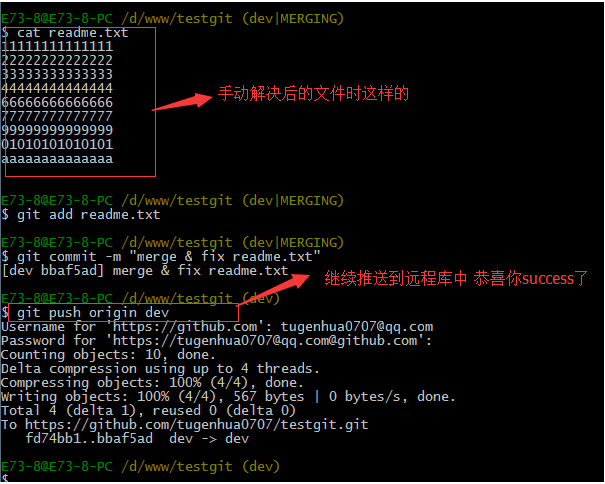 E73-8@E73-8-PC /d/www/testgit (dev|MERGING)
$ cat readme.txt
11111111111111
22222222222222
33333333333333
44444444444444
66666666666666
77777777777777
99999999999999
01010101010101
aaaaaaaaaaaaaa
手动解决后的文件时这样的
E73-8@E73-8-PC /d/www/testgit (dev|MERGING)
$ git add readme.txt
E73-8@E73-8-PC /d/www/testgit (dev|MERGING)
$ git commit -m "merge & fix readme.txt"
[dev bbaf5ad] merge & fix readme.txt
继续推送到远程库中 恭喜你success了
E73-8@E73-8-PC /d/www/testgit (dev)
$ git push origin dev
Username for 'https://github.com': tugenhua0707@qq.com
Password for 'https://tugenhua0707@qq.com@github.com':
Counting objects: 10, done.
Delta compression using up to 4 threads.
Compressing objects: 100% (4/4), done.
Writing objects: 100% (4/4), 567 bytes | 0 bytes/s, done.
Total 4 (delta 1), reused 0 (delta 0)
To https://github.com/tugenhua0707/testgit.git
fd74bb1..bbaf5ad dev -> dev
E73-8@E73-8-PC /d/www/testgit (dev)
$